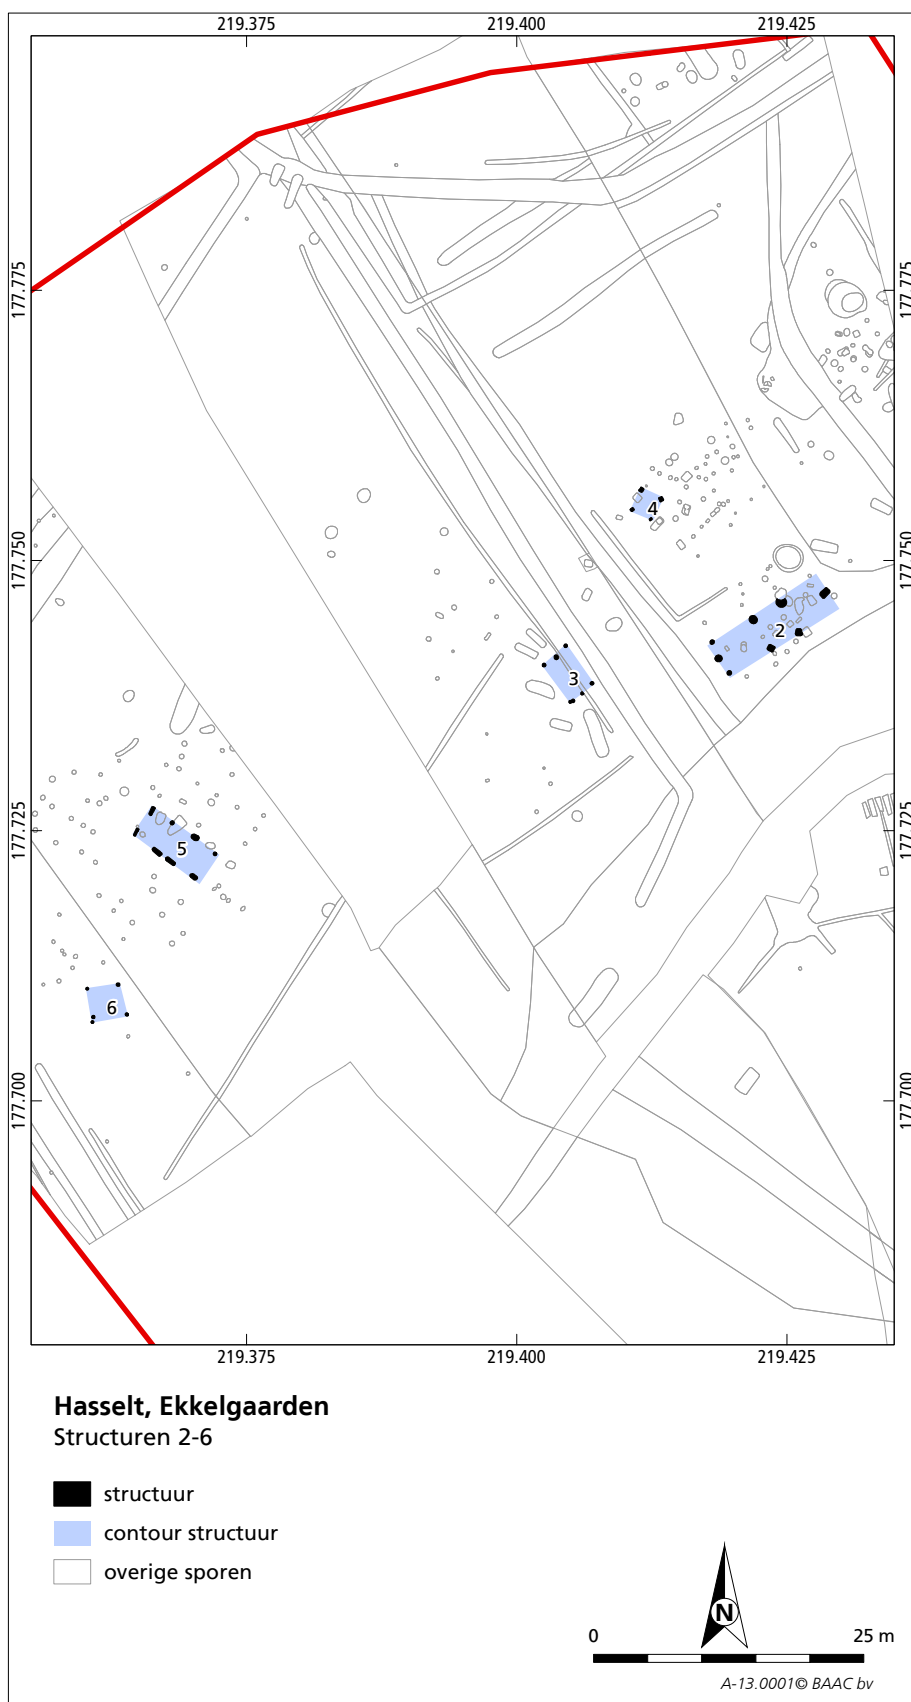 219.375 219.400 219.425
177.775 177.775
177.750 177.750
4
2
3
177.725 177.725
5
6
177.700 177.700
219.375 219.400 219.425
Hasselt, Ekkelgaarden
Structuren 2-6
structuur
contour structuur
overige sporen
N
0 25 m
A-13.0001© BAAC bv